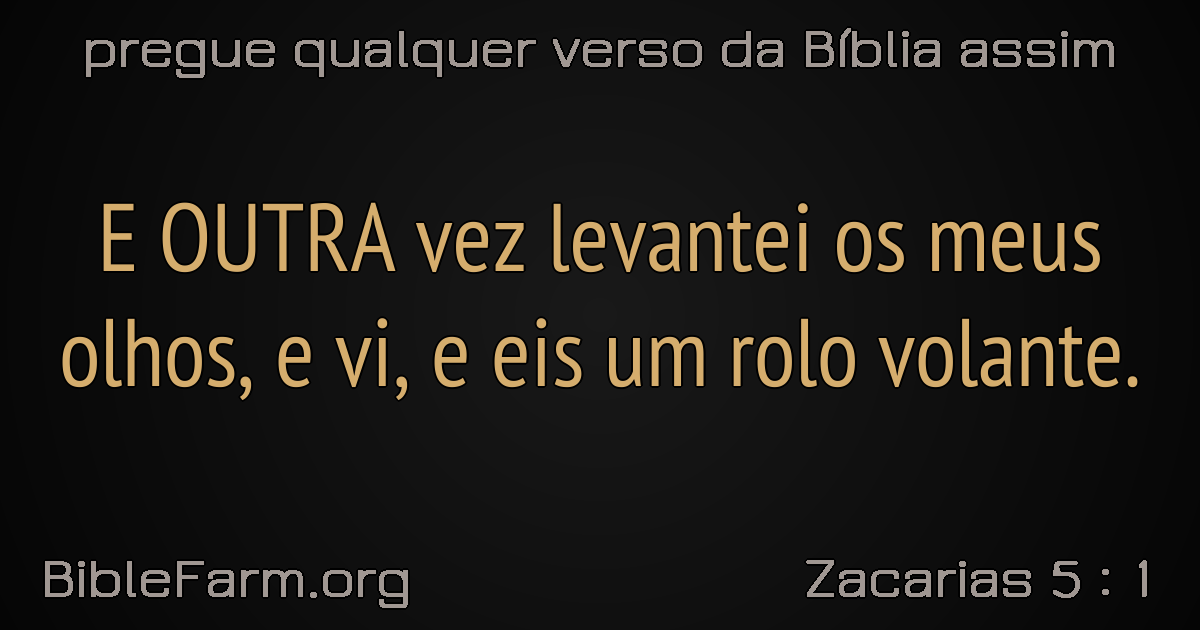 pregue qualquer verso da Bíblia assim
E OUTRA vez levantei os meus
olhos, e vi, e eis um rolo volante.
BibleFarm.org
Zacarias 5 : 1